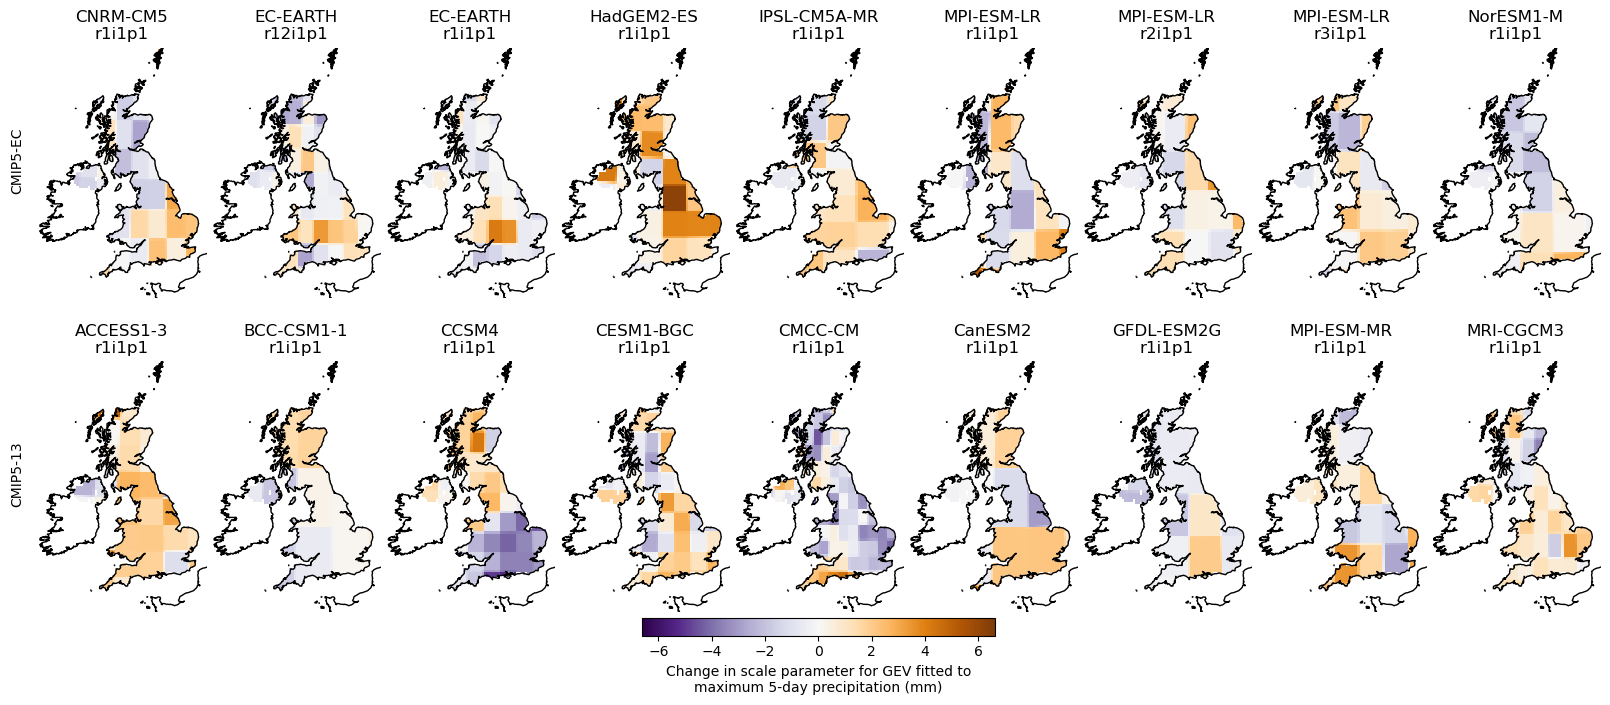 CNRM-CM5 EC-EARTH EC-EARTH HadGEM2-ES IPSL-CM5A-MR MPI-ESM-LR MPI-ESM-LR MPI-ESM-LR NorESM1-M
r1i1p1 r12i1p1 r1i1p1 r1i1p1 r1i1p1 r1i1p1 r2i1p1 r3i1p1 r1i1p1
CMIP5-EC
ACCESS1-3 BCC-CSM1-1 CCSM4 CESM1-BGC CMCC-CM CanESM2 GFDL-ESM2G MPI-ESM-MR MRI-CGCM3
r1i1p1 r1i1p1 r1i1p1 r1i1p1 r1i1p1 r1i1p1 r1i1p1 r1i1p1 r1i1p1
CMIP5-13
−6 −4 −2 0 2 4 6
Change in scale parameter for GEV fitted to
maximum 5-day precipitation (mm)